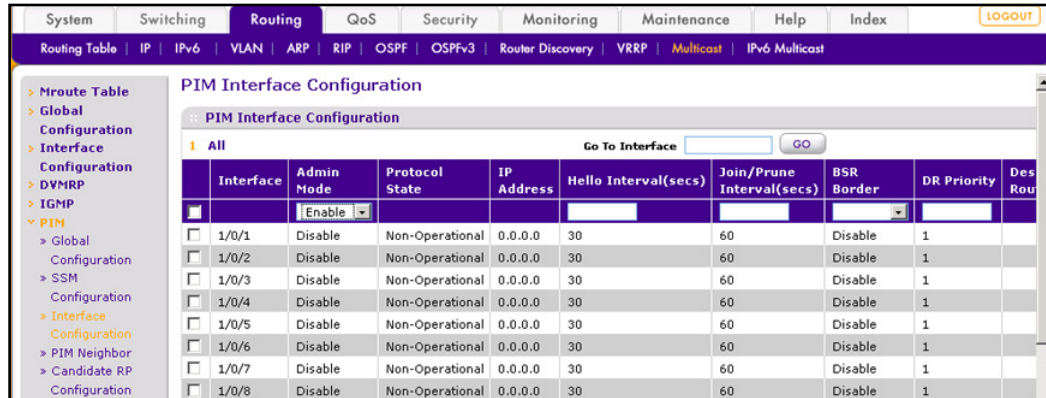 System Switching Routing QoS Security Monitoring Maintenance Help Index LOGOUT
Routing Table | IP | IPv6 | VLAN | ARP | RIP | OSPF | OSPFv3 | Router Discovery | VRRP | Multicast | IPv6 Multicast
Mroute Table
Global
Configuration
Interface
Configuration
DVMRP
IGMP
PIM
» Global
Configuration
» SSM
Configuration
» Interface
Configuration
» PIM Neighbor
» Candidate RP
Configuration
PIM Interface Configuration
PIM Interface Configuration
1 All Go To Interface GO
Interface Admin Mode Protocol State IP Address Hello Interval(secs) Join/Prune Interval(secs) BSR Border DR Priority Des Rou
Enable
1/0/1 Disable Non-Operational 0.0.0.0 30 60 Disable 1
1/0/2 Disable Non-Operational 0.0.0.0 30 60 Disable 1
1/0/3 Disable Non-Operational 0.0.0.0 30 60 Disable 1
1/0/4 Disable Non-Operational 0.0.0.0 30 60 Disable 1
1/0/5 Disable Non-Operational 0.0.0.0 30 60 Disable 1
1/0/6 Disable Non-Operational 0.0.0.0 30 60 Disable 1
1/0/7 Disable Non-Operational 0.0.0.0 30 60 Disable 1
1/0/8 Disable Non-Operational 0.0.0.0 30 60 Disable 1